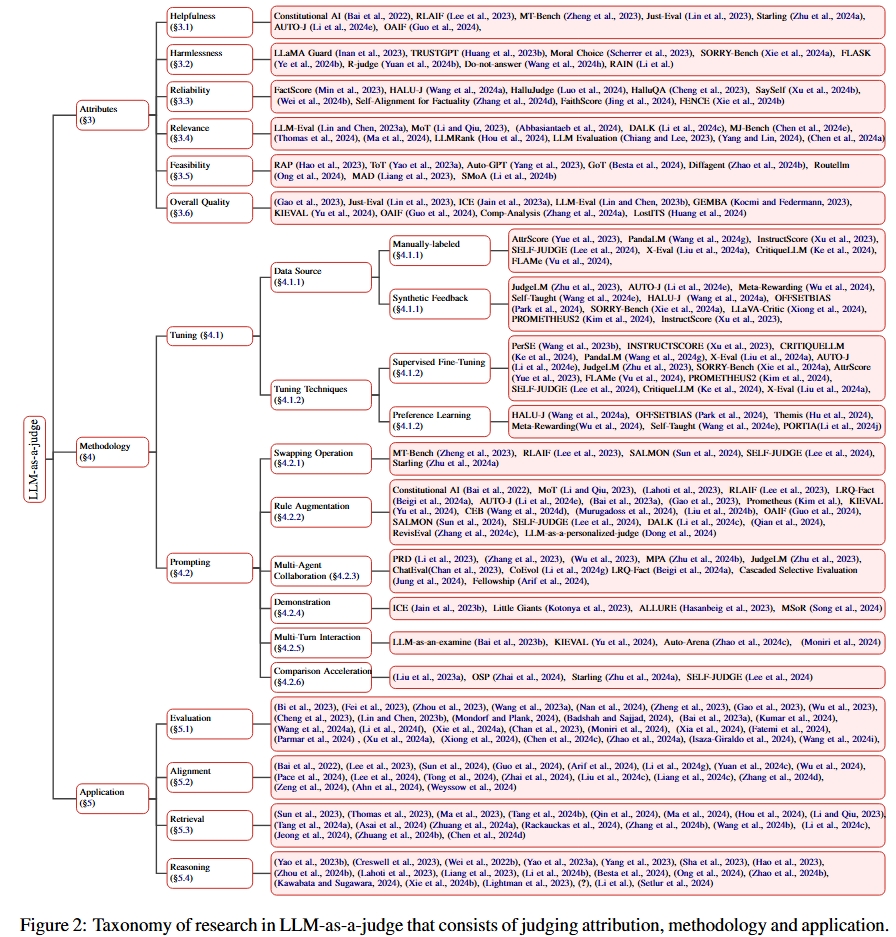 LLM-as-a-judge
Attributes
(§3)
Helpfulness
(§3.1)
Constitutional AI (Bai et al., 2022), RLAIF (Lee et al., 2023), MT-Bench (Zheng et al., 2023), Just-Eval (Lin et al., 2023), Starling (Zhu et al., 2024a),
AUTO-J (Li et al., 2024e), OAIF (Guo et al., 2024),
Harmlessness
(§3.2)
LLaMA Guard (Inan et al., 2023), TRUSTGPT (Huang et al., 2023b), Moral Choice (Scherrer et al., 2023), SORRY-Bench (Xie et al., 2024a), FLASK
(Ye et al., 2024b), R-judge (Yuan et al., 2024b), Do-not-answer (Wang et al., 2024h), RAIN (Li et al.)
Reliability
(§3.3)
FactScore (Min et al., 2023), HALU-J (Wang et al., 2024a), HalluJudge (Luo et al., 2024), HalluQA (Cheng et al., 2023), SaySelf (Xu et al., 2024b),
(Wei et al., 2024b), Self-Alignment for Factuality (Zhang et al., 2024d), FaithScore (Jing et al., 2024), FENCE (Xie et al., 2024b)
Relevance
(§3.4)
LLM-Eval (Lin and Chen, 2023a), MoT (Li and Qiu, 2023), (Abbasiantaeb et al., 2024), DALK (Li et al., 2024c), MJ-Bench (Chen et al., 2024e),
(Thomas et al., 2024), (Ma et al., 2024), LLMRank (Hou et al., 2024), LLM Evaluation (Chiang and Lee, 2023), (Yang and Lin, 2024), (Chen et al., 2024a)
Feasibility
(§3.5)
RAP (Hao et al., 2023), ToT (Yao et al., 2023a), Auto-GPT (Yang et al., 2023), GoT (Besta et al., 2024), Diffagent (Zhao et al., 2024b), Routellm
(Ong et al., 2024), MAD (Liang et al., 2023), SMoA (Li et al., 2024b)
Overall Quality
(§3.6)
(Gao et al., 2023), Just-Eval (Lin et al., 2023), ICE (Jain et al., 2023a), LLM-Eval (Lin and Chen, 2023b), GEMBA (Kocmi and Federmann, 2023),
KIEVAL (Yu et al., 2024), OAIF (Guo et al., 2024), Comp-Analysis (Zhang et al., 2024a), LostITS (Huang et al., 2024)
Methodology
(§4)
Tuning (§4.1)
Data Source
(§4.1.1)
Manually-labeled
(§4.1.1)
AttrScore (Yue et al., 2023), PandaLM (Wang et al., 2024g), InstructScore (Xu et al., 2023),
SELF-JUDGE (Lee et al., 2024), X-Eval (Liu et al., 2024a), CritiqueLLM (Ke et al., 2024),
FLAMe (Vu et al., 2024),
Synthetic Feedback
(§4.1.1)
JudgeLM (Zhu et al., 2023), AUTO-J (Li et al., 2024e), Meta-Rewarding (Wu et al., 2024),
Self-Taught (Wang et al., 2024e), HALU-J (Wang et al., 2024a), OFFSETBIAS
(Park et al., 2024), SORRY-Bench (Xie et al., 2024a), LLaVA-Critic (Xiong et al., 2024),
PROMETHEUS2 (Kim et al., 2024), InstructScore (Xu et al., 2023),
Tuning Techniques
(§4.1.2)
Supervised Fine-Tuning
(§4.1.2)
PerSE (Wang et al., 2023b), INSTRUCTSCORE (Xu et al., 2023), CRITIQUELLM
(Ke et al., 2024), PandaLM (Wang et al., 2024g), X-Eval (Liu et al., 2024a), AUTO-J
(Li et al., 2024e), JudgeLM (Zhu et al., 2023), SORRY-Bench (Xie et al., 2024a), AttrScore
(Yue et al., 2023), FLAMe (Vu et al., 2024), PROMETHEUS2 (Kim et al., 2024),
SELF-JUDGE (Lee et al., 2024), CritiqueLLM (Ke et al., 2024), X-Eval (Liu et al., 2024a),
Preference Learning
(§4.1.2)
HALU-J (Wang et al., 2024a), OFFSETBIAS (Park et al., 2024), Themis (Hu et al., 2024),
Meta-Rewarding(Wu et al., 2024), Self-Taught (Wang et al., 2024e), PORTIA(Li et al., 2024j)
Prompting
(§4.2)
Swapping Operation
(§4.2.1)
MT-Bench (Zheng et al., 2023), RLAIF (Lee et al., 2023), SALMON (Sun et al., 2024), SELF-JUDGE (Lee et al., 2024),
Starling (Zhu et al., 2024a)
Rule Augmentation
(§4.2.2)
Constitutional AI (Bai et al., 2022), MoT (Li and Qiu, 2023), (Lahoti et al., 2023), RLAIF (Lee et al., 2023), LRQ-Fact
(Beigi et al., 2024a), AUTO-J (Li et al., 2024e), (Bai et al., 2023a), (Gao et al., 2023), Prometheus (Kim et al.), KIEVAL
(Yu et al., 2024), CEB (Wang et al., 2024d), (Murugadoss et al., 2024), (Liu et al., 2024b), OAIF (Guo et al., 2024),
SALMON (Sun et al., 2024), SELF-JUDGE (Lee et al., 2024), DALK (Li et al., 2024c), (Qian et al., 2024),
RevisEval (Zhang et al., 2024c), LLM-as-a-personalized-judge (Dong et al., 2024)
Multi-Agent
Collaboration (§4.2.3)
PRD (Li et al., 2023), (Zhang et al., 2023), (Wu et al., 2023), MPA (Zhu et al., 2024b), JudgeLM (Zhu et al., 2023),
ChatEval(Chan et al., 2023), CoEvol (Li et al., 2024g) LRQ-Fact (Beigi et al., 2024a), Cascaded Selective Evaluation
(Jung et al., 2024), Fellowship (Arif et al., 2024),
Demonstration
(§4.2.4)
ICE (Jain et al., 2023b), Little Giants (Kotonya et al., 2023), ALLURE (Hasanbeig et al., 2023), MSoR (Song et al., 2024)
Multi-Turn Interaction
(§4.2.5)
LLM-as-an-examine (Bai et al., 2023b), KIEVAL (Yu et al., 2024), Auto-Arena (Zhao et al., 2024c), (Moniri et al., 2024)
Comparison Acceleration
(§4.2.6)
(Liu et al., 2023a), OSP (Zhai et al., 2024), Starling (Zhu et al., 2024a), SELF-JUDGE (Lee et al., 2024)
Application
(§5)
Evaluation
(§5.1)
(Bi et al., 2023), (Fei et al., 2023), (Zhou et al., 2023), (Wang et al., 2023a), (Nan et al., 2024), (Zheng et al., 2023), (Gao et al., 2023), (Wu et al., 2023),
(Cheng et al., 2023), (Lin and Chen, 2023b), (Mondorf and Plank, 2024), (Badshah and Sajjad, 2024), (Bai et al., 2023a), (Kumar et al., 2024),
(Wang et al., 2024a), (Li et al., 2024f), (Xie et al., 2024a), (Chan et al., 2023), (Moniri et al., 2024), (Xia et al., 2024), (Fatemi et al., 2024),
(Parmar et al., 2024) , (Xu et al., 2024a), (Xiong et al., 2024), (Chen et al., 2024c), (Zhao et al., 2024a), (Isaza-Giraldo et al., 2024), (Wang et al., 2024i),
Alignment
(§5.2)
(Bai et al., 2022), (Lee et al., 2023), (Sun et al., 2024), (Guo et al., 2024), (Arif et al., 2024), (Li et al., 2024g), (Yuan et al., 2024c), (Wu et al., 2024),
(Pace et al., 2024), (Lee et al., 2024), (Tong et al., 2024), (Zhai et al., 2024), (Liu et al., 2024c), (Liang et al., 2024c), (Zhang et al., 2024d),
(Zeng et al., 2024), (Ahn et al., 2024), (Weyssow et al., 2024)
Retrieval
(§5.3)
(Sun et al., 2023), (Thomas et al., 2023), (Ma et al., 2023), (Tang et al., 2024b), (Qin et al., 2024), (Ma et al., 2024), (Hou et al., 2024), (Li and Qiu, 2023),
(Tang et al., 2024a), (Asai et al., 2024) (Zhuang et al., 2024a), (Rackauckas et al., 2024), (Zhang et al., 2024b), (Wang et al., 2024b), (Li et al., 2024c),
(Jeong et al., 2024), (Zhuang et al., 2024b), (Chen et al., 2024d)
Reasoning
(§5.4)
(Yao et al., 2023b), (Creswell et al., 2023), (Wei et al., 2022b), (Yao et al., 2023a), (Yang et al., 2023), (Sha et al., 2023), (Hao et al., 2023),
(Zhou et al., 2024b), (Lahoti et al., 2023), (Liang et al., 2023), (Li et al., 2024b), (Besta et al., 2024), (Ong et al., 2024), (Zhao et al., 2024b),
(Kawabata and Sugawara, 2024), (Xie et al., 2024b), (Lightman et al., 2023), (?), (Li et al.), (Setlur et al., 2024)
Figure 2: Taxonomy of research in LLM-as-a-judge that consists of judging attribution, methodology and application.